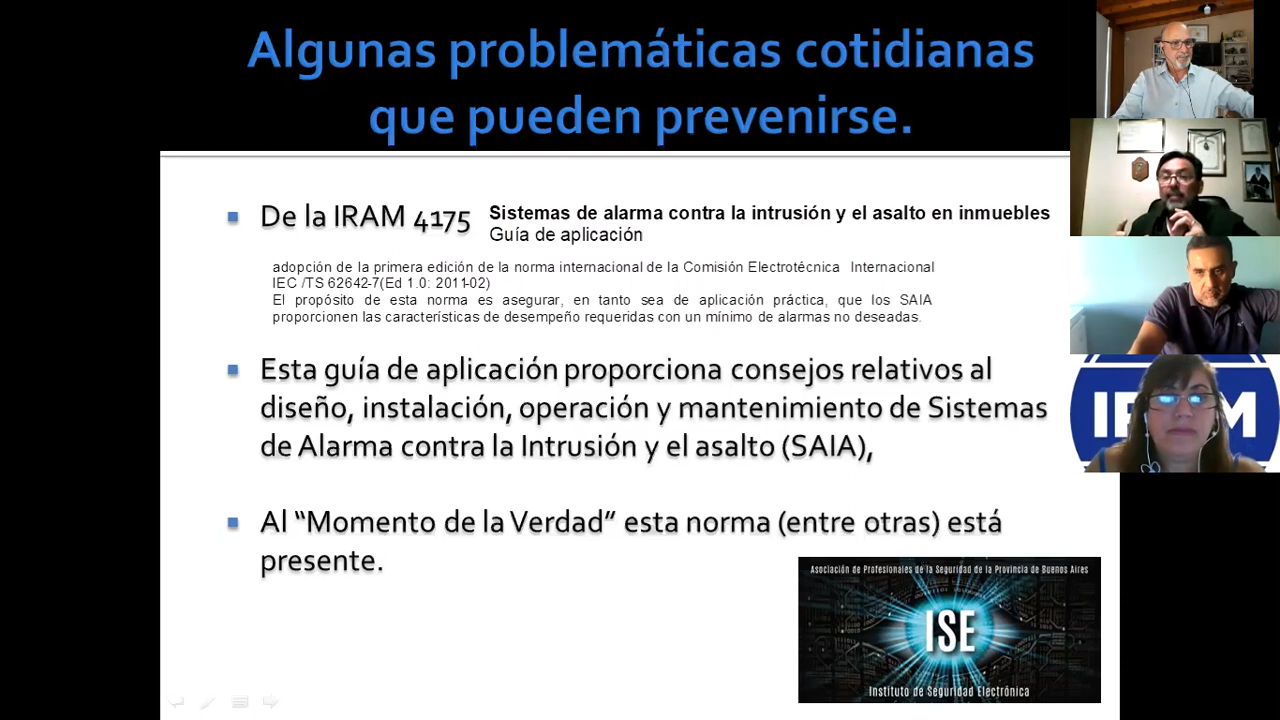 Algunas problemáticas cotidianas
que pueden prevenirse.
De la IRAM 4175
Sistemas de alarma contra la intrusión y el asalto en inmuebles
Guía de aplicación
adopción de la primera edición de la norma internacional de la Comisión Electrotécnica Internacional
IEC /TS 62642-7(Ed 1.0: 2011-02)
El propósito de esta norma es asegurar, en tanto sea de aplicación práctica, que los SAIA
proporcionen las características de desempeño requeridas con un mínimo de alarmas no deseadas.
Esta guía de aplicación proporciona consejos relativos al
diseño, instalación, operación y mantenimiento de Sistemas
de Alarma contra la Intrusión y el asalto (SAIA),
Al “Momento de la Verdad” esta norma (entre otras) está
presente.
Asociación de Profesionales de la Seguridad de la Provincia de Buenos Aires
ISE
Instituto de Seguridad Electrónica